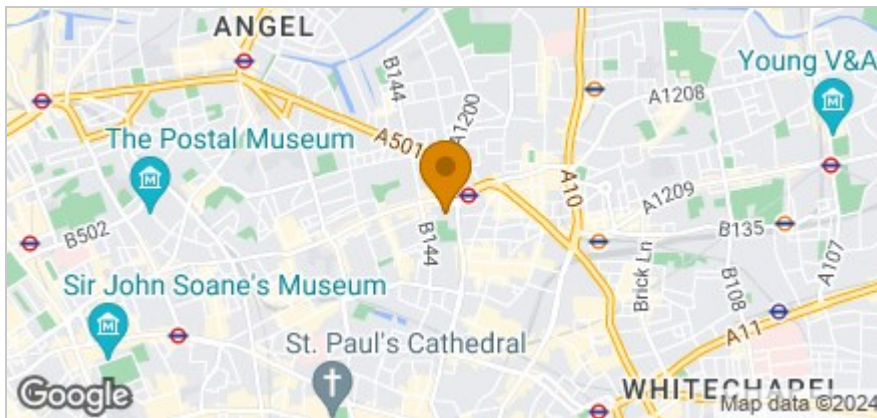 ANGEL
B144
A1200
Young V&A
A1208
The Postal Museum
A501
A10
A1209
B502
B144
B135
A107
Sir John Soane's Museum
Brick Ln
B108
St. Paul's Cathedral
A11
WHITECHAPEL
Google
Map data ©2024